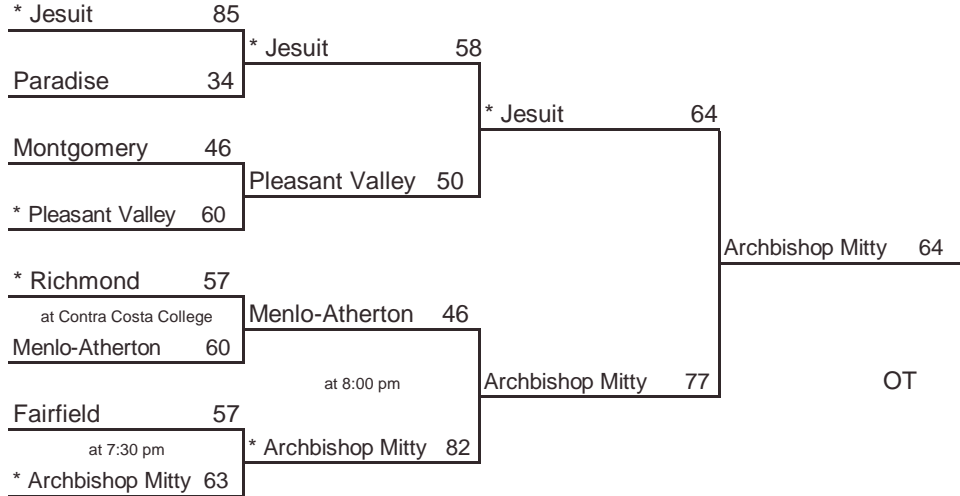 * Jesuit 85
* Jesuit 58
Paradise 34
* Jesuit 64
Montgomery 46
Pleasant Valley 50
* Pleasant Valley 60
Archbishop Mitty 64
* Richmond 57
at Contra Costa College
Menlo-Atherton 46
Menlo-Atherton 60
at 8:00 pm
Archbishop Mitty 77
OT
Fairfield 57
at 7:30 pm
* Archbishop Mitty 82
* Archbishop Mitty 63